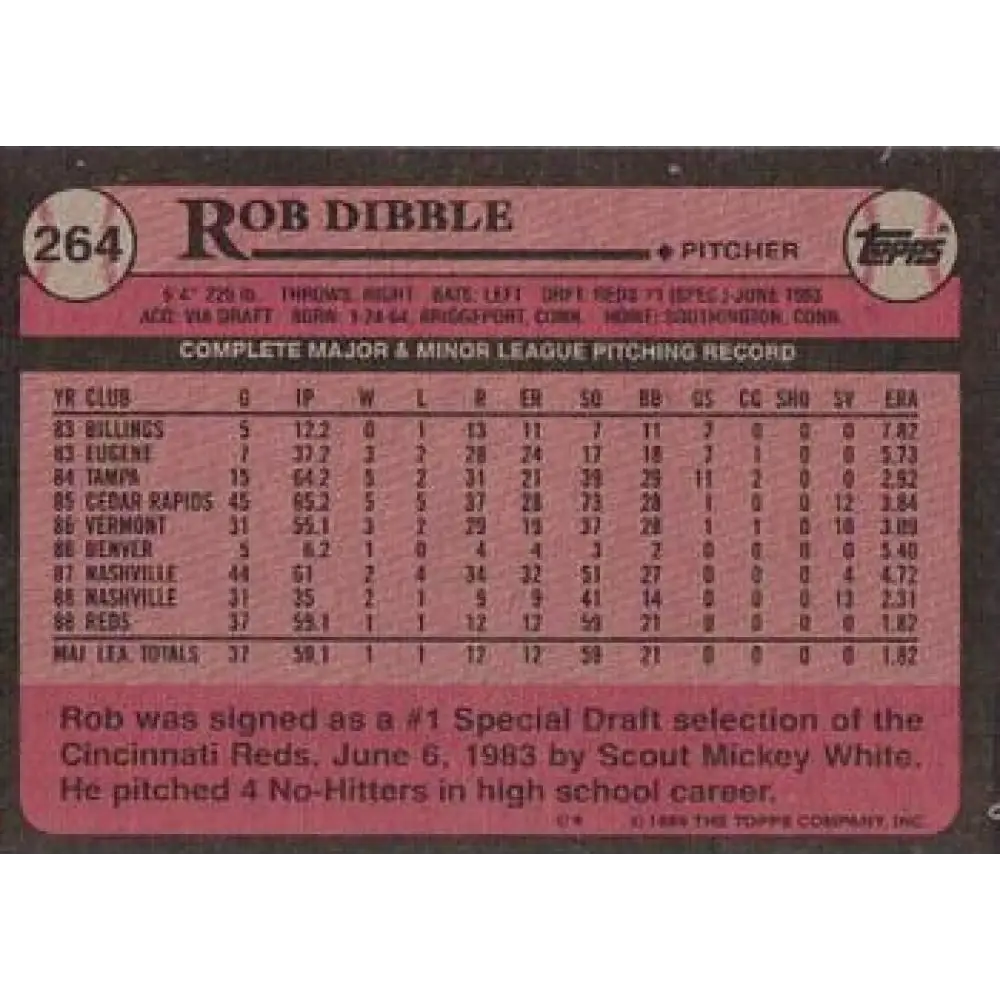 264
ROB DIBBLE
PITCHER
TOPPS®
6'4" 225 lb. THROWS: RIGHT BATS: LEFT DRFT: REDS #1 (SPEC.)-JUNE, 1983
ACQ: VIA DRAFT BORN: 1-24-64, BRIDGEPORT, CONN. HOME: SOUTHINGTON, CONN.
COMPLETE MAJOR & MINOR LEAGUE PITCHING RECORD
YR CLUB G IP W L R ER SO BB GS CG SHO SV ERA
83 BILLINGS 5 12.2 0 1 13 11 7 11 2 0 0 0 7.82
83 EUGENE 7 37.2 3 2 28 24 17 18 7 1 0 0 5.73
84 TAMPA 15 64.2 5 2 31 21 39 29 11 2 0 0 2.92
85 CEDAR RAPIDS 45 65.2 5 5 37 28 73 28 1 0 0 12 3.84
86 VERMONT 31 55.1 3 2 29 19 37 28 1 1 0 10 3.09
86 DENVER 5 6.2 1 0 4 4 3 2 0 0 0 0 5.40
87 NASHVILLE 44 61 2 4 34 32 51 27 0 0 0 4 4.72
88 NASHVILLE 31 35 2 1 9 9 41 14 0 0 0 13 2.31
88 REDS 37 59.1 1 1 12 12 59 21 0 0 0 0 1.82
MAJ. LEA. TOTALS 37 59.1 1 1 12 12 59 21 0 0 0 0 1.82
Rob was signed as a #1 Special Draft selection of the
Cincinnati Reds, June 6, 1983 by Scout Mickey White.
He pitched 4 No-Hitters in high school career.
© 1989 THE TOPPS COMPANY, INC.